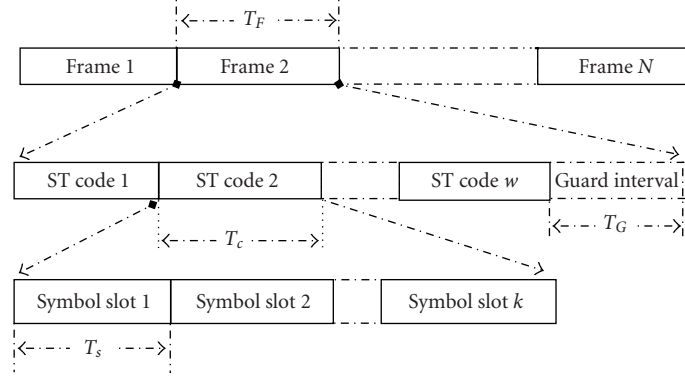 T_F
Frame 1 Frame 2 Frame N
ST code 1 ST code 2 ST code w Guard interval
T_c T_G
Symbol slot 1 Symbol slot 2 Symbol slot k
T_s